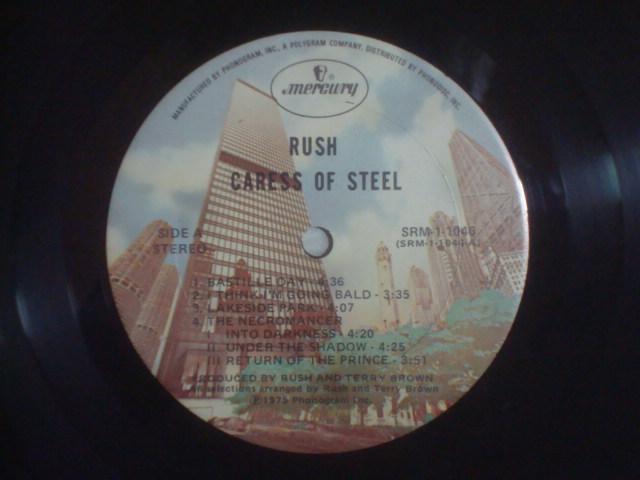 MANUFACTURED BY PHONOGRAM, INC., A POLYGRAM COMPANY, DISTRIBUTED BY PHONODISC, INC.
mercury
®
RUSH
CARESS OF STEEL
SIDE A
STEREO
SRM-1-1046
(SRM-1-1046-A)
1. BASTILLE DAY - 4:36
2. I THINK I'M GOING BALD - 3:35
3. LAKESIDE PARK - 4:07
4. THE NECROMANCER
I INTO DARKNESS - 4:20
II UNDER THE SHADOW - 4:25
III RETURN OF THE PRINCE - 3:51
PRODUCED BY RUSH AND TERRY BROWN
All selections arranged by Rush and Terry Brown
℗ 1975 Phonogram Inc.